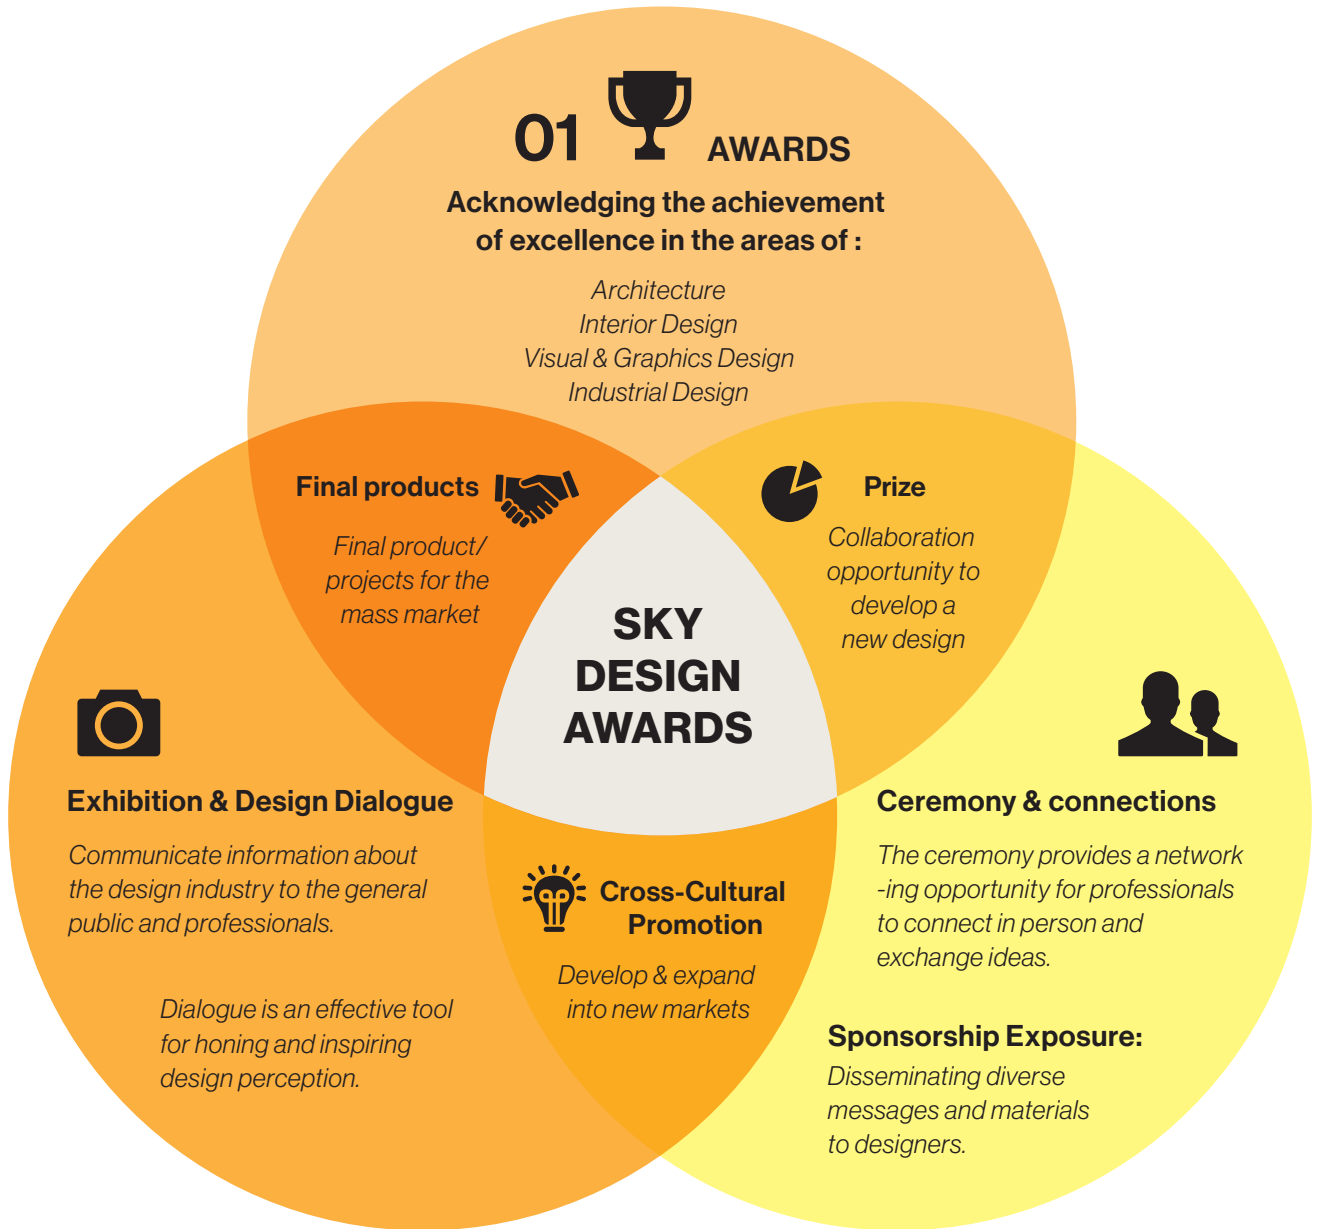 01 AWARDS
Acknowledging the achievement
of excellence in the areas of :
Architecture
Interior Design
Visual & Graphics Design
Industrial Design
Final products
Final product/
projects for the
mass market
Prize
Collaboration
opportunity to
develop a
new design
SKY
DESIGN
AWARDS
Exhibition & Design Dialogue
Communicate information about
the design industry to the general
public and professionals.
Dialogue is an effective tool
for honing and inspiring
design perception.
Cross-Cultural
Promotion
Develop & expand
into new markets
Ceremony & connections
The ceremony provides a network
-ing opportunity for professionals
to connect in person and
exchange ideas.
Sponsorship Exposure:
Disseminating diverse
messages and materials
to designers.